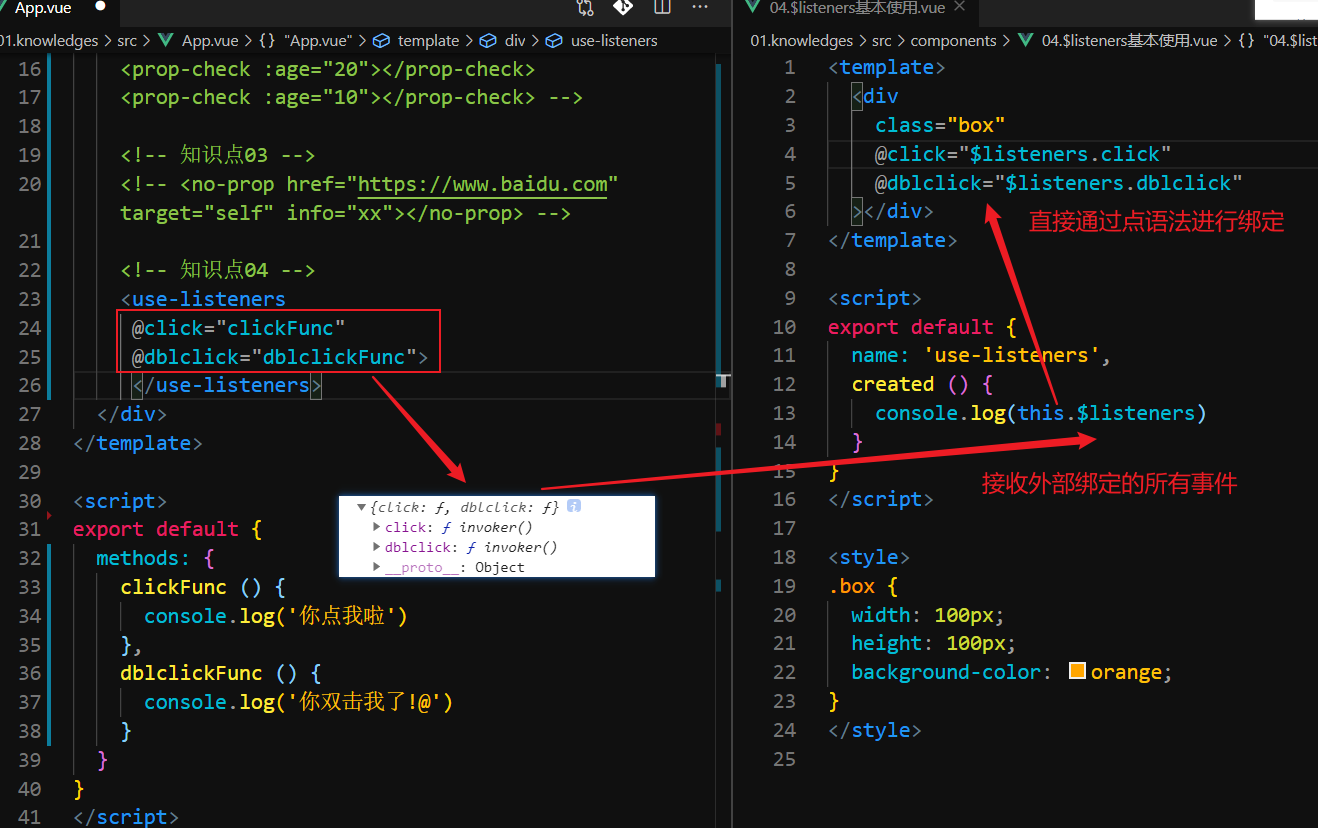 App.vue
01.knowledges > src > App.vue > {} "App.vue" > template > div > use-listeners
16 <prop-check :age="20"></prop-check>
17 <prop-check :age="10"></prop-check> -->
18
19 <!-- 知识点03 -->
20 <!-- <no-prop href="https://www.baidu.com"
target="self" info="xx"></no-prop> -->
21
22 <!-- 知识点04 -->
23 <use-listeners
24 @click="clickFunc"
25 @dblclick="dblclickFunc">
26 </use-listeners>
27 </div>
28 </template>
29
30 <script>
31 export default {
32 methods: {
33 clickFunc () {
34 console.log('你点我啦')
35 },
36 dblclickFunc () {
37 console.log('你双击我了!@')
38 }
39 }
40 }
41 </script>
{click: ƒ, dblclick: ƒ} i
click: ƒ invoker()
dblclick: ƒ invoker()
__proto__: Object
04.$listeners基本使用.vue
01.knowledges > src > components > 04.$listeners基本使用.vue > {} "04.$list
1 <template>
2 <div
3 class="box"
4 @click="$listeners.click"
5 @dblclick="$listeners.dblclick"
6 ></div>
直接通过点语法进行绑定
7 </template>
8
9 <script>
10 export default {
11 name: 'use-listeners',
12 created () {
13 console.log(this.$listeners)
14 }
15 }
接收外部绑定的所有事件
16 </script>
17
18 <style>
19 .box {
20 width: 100px;
21 height: 100px;
22 background-color: orange;
23 }
24 </style>
25